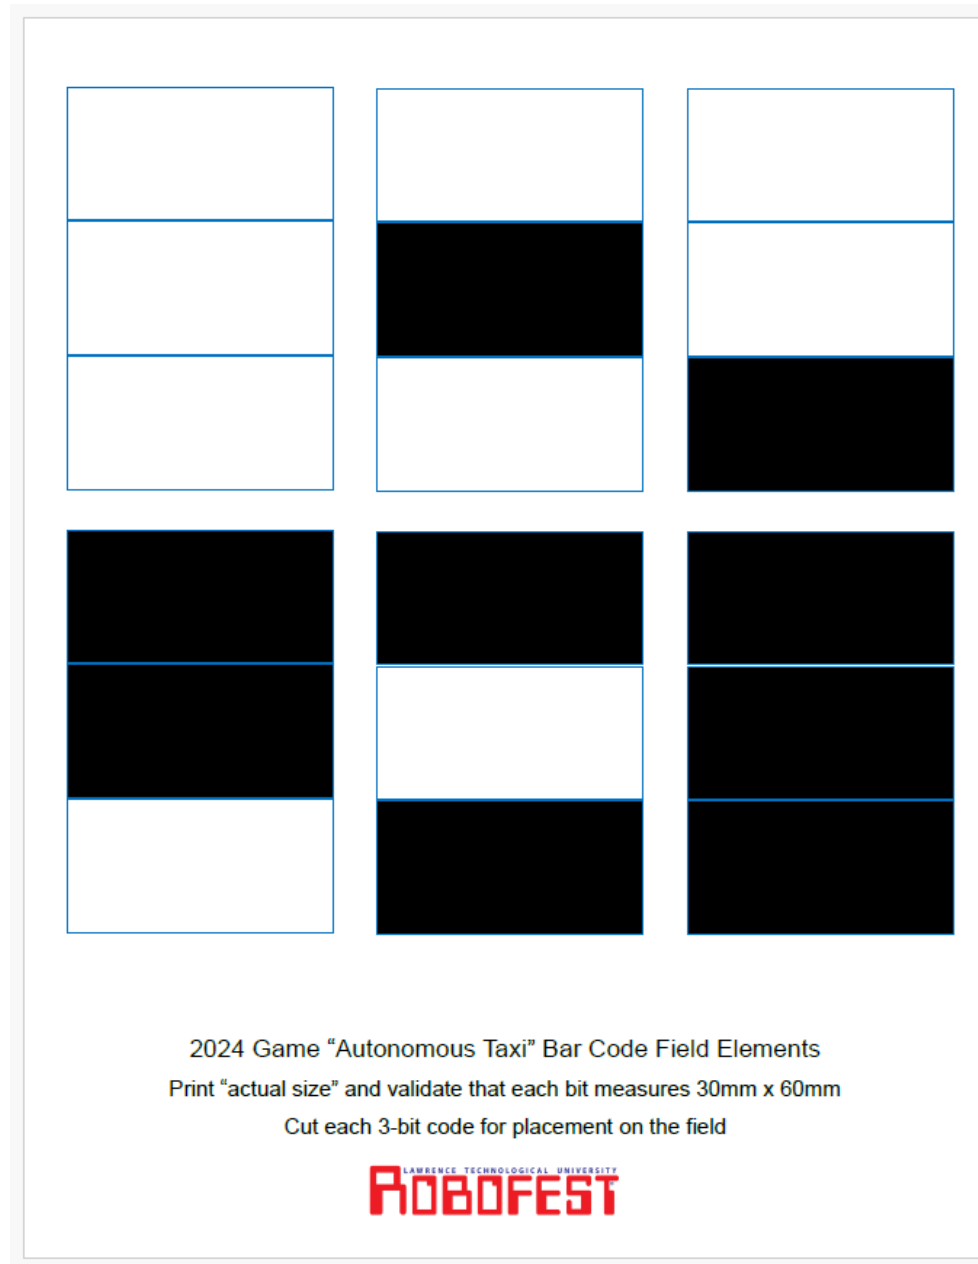 2024 Game “Autonomous Taxi” Bar Code Field Elements
Print “actual size” and validate that each bit measures 30mm x 60mm
Cut each 3-bit code for placement on the field
LAWRENCE TECHNOLOGICAL UNIVERSITY
ROBOFEST